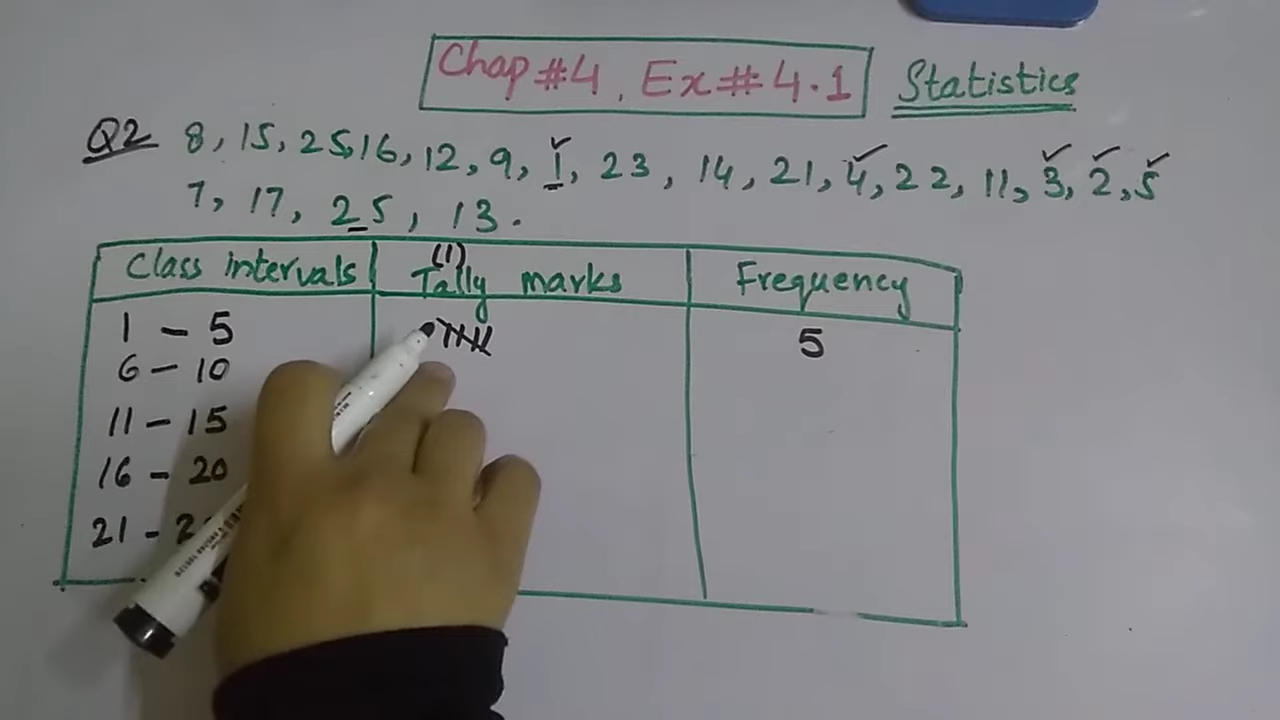 Chap #4, Ex # 4.1 Statistics
Q2 8, 15, 25, 16, 12, 9, 1, 23, 14, 21, 4, 22, 11, 3, 2, 5
7, 17, 25, 13.
Class intervals (1) Tally marks Frequency
1 - 5 5
6 - 10
11 - 15
16 - 20
21 -